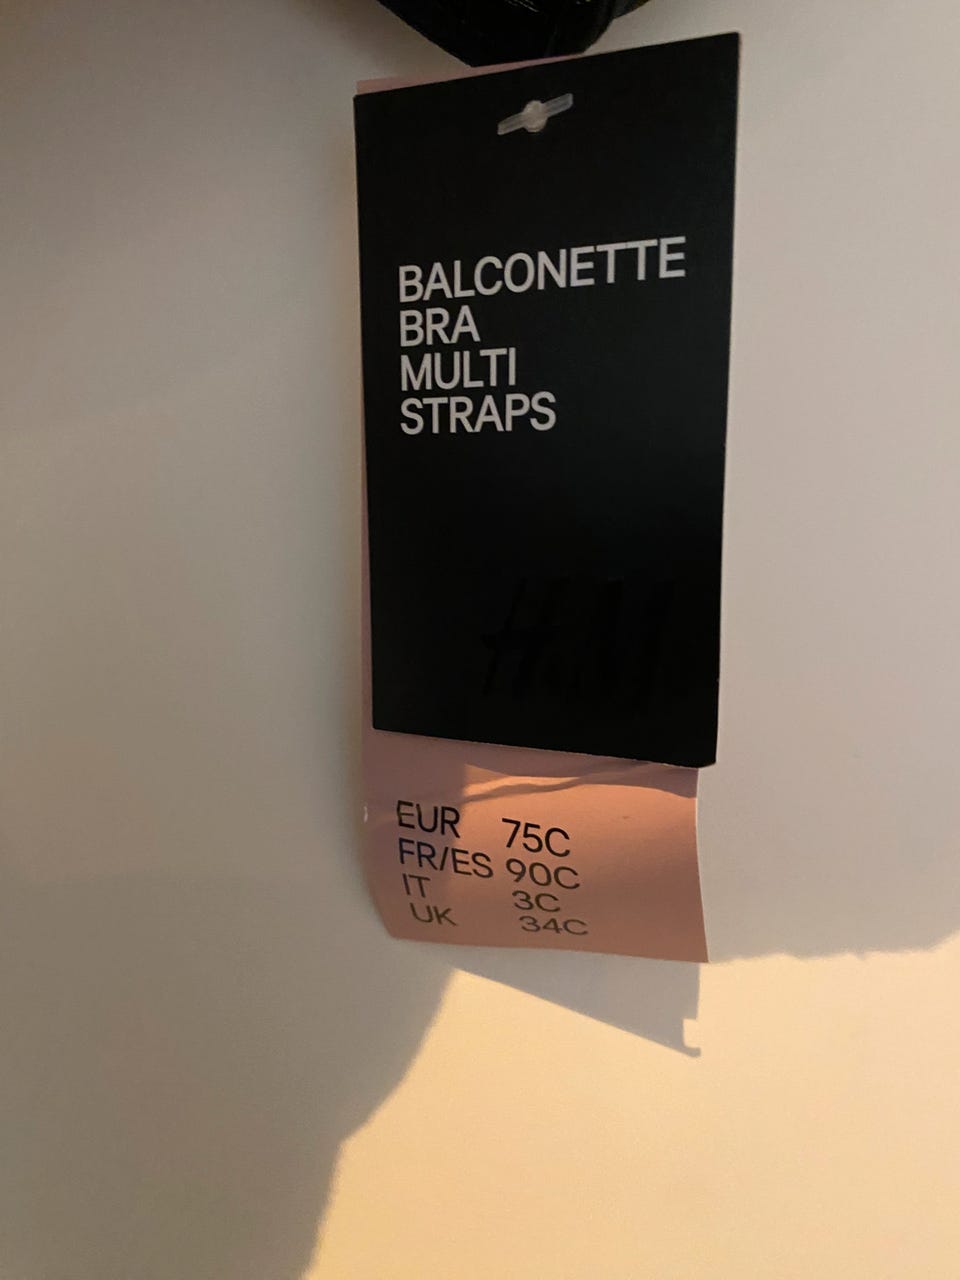 BALCONETTE
BRA
MULTI
STRAPS
H&M
EUR 75C
FR/ES 90C
IT 3C
UK 34C